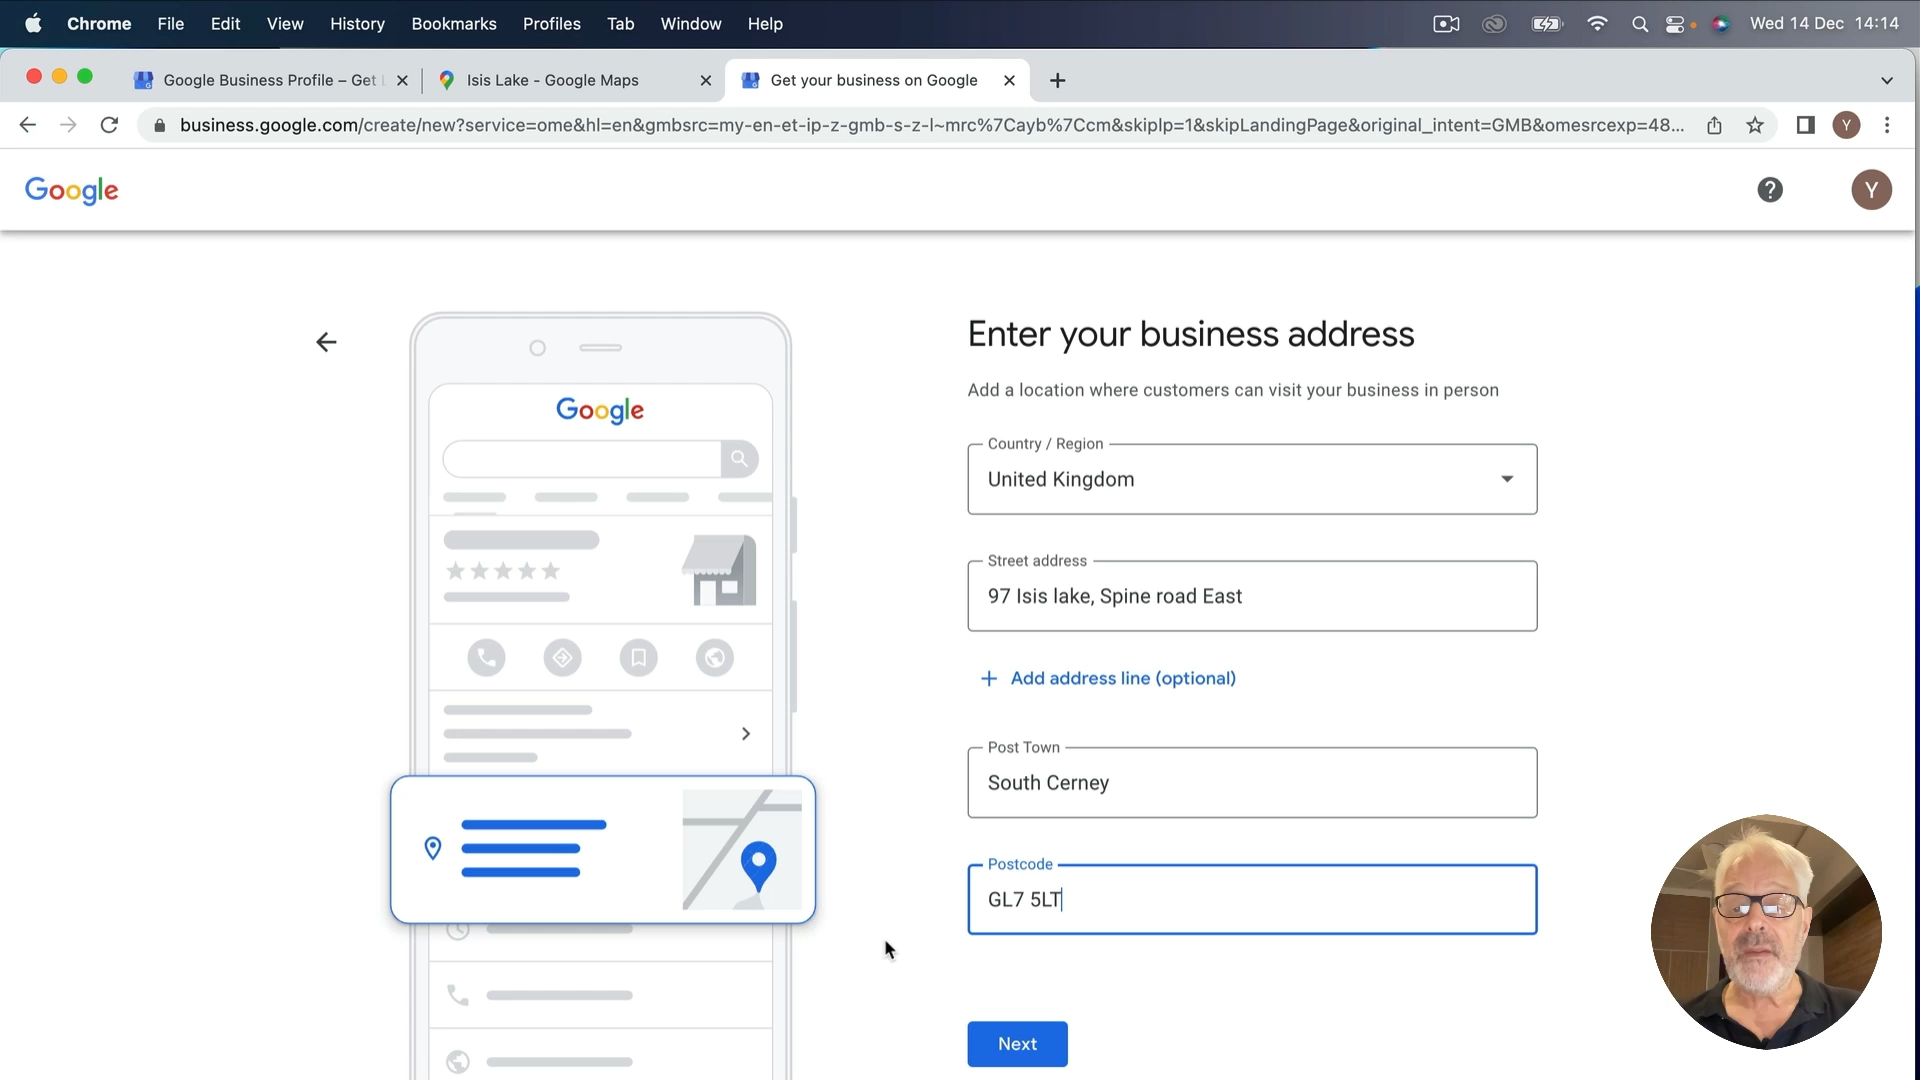 Chrome File Edit View History Bookmarks Profiles Tab Window Help Wed 14 Dec 14:14
Google Business Profile – Get L Isis Lake - Google Maps Get your business on Google
business.google.com/create/new?service=ome&hl=en&gmbsrc=my-en-et-ip-z-gmb-s-z-l~mrc%7Cayb%7Ccm&skiplp=1&skipLandingPage&original_intent=GMB&omesrcexp=48... Y
Google Y
Enter your business address
Google
Add a location where customers can visit your business in person
Country / Region
United Kingdom
Street address
97 Isis lake, Spine road East
+ Add address line (optional)
Post Town
South Cerney
Postcode
GL7 5LT
Next